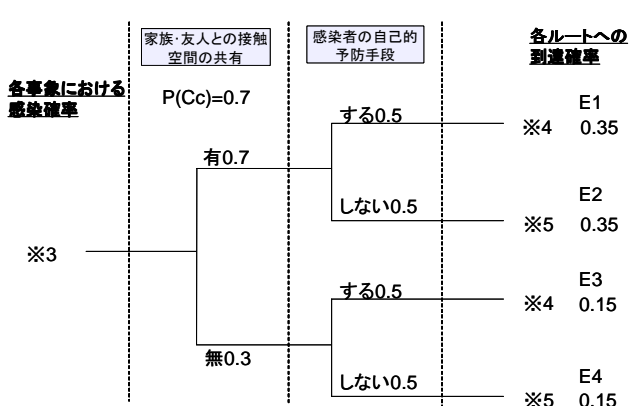 家族・友人との接触
空間の共有
感染者の自己的
予防手段
各ルートへの
到達確率
各事象における
感染確率
P(Cc)=0.7
する0.5
E1
※4 0.35
有0.7
しない0.5
E2
※5 0.35
※3
する0.5
E3
※4 0.15
無0.3
しない0.5
E4
※5 0.15